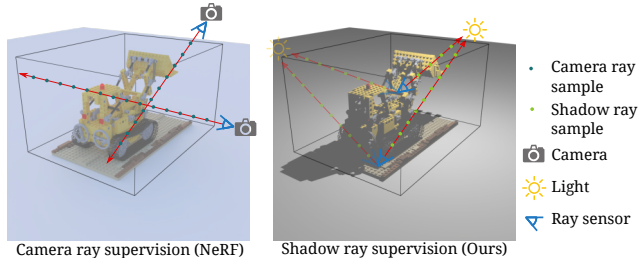 Camera ray
sample
Shadow ray
sample
Camera
Light
Ray sensor
Camera ray supervision (NeRF)
Shadow ray supervision (Ours)